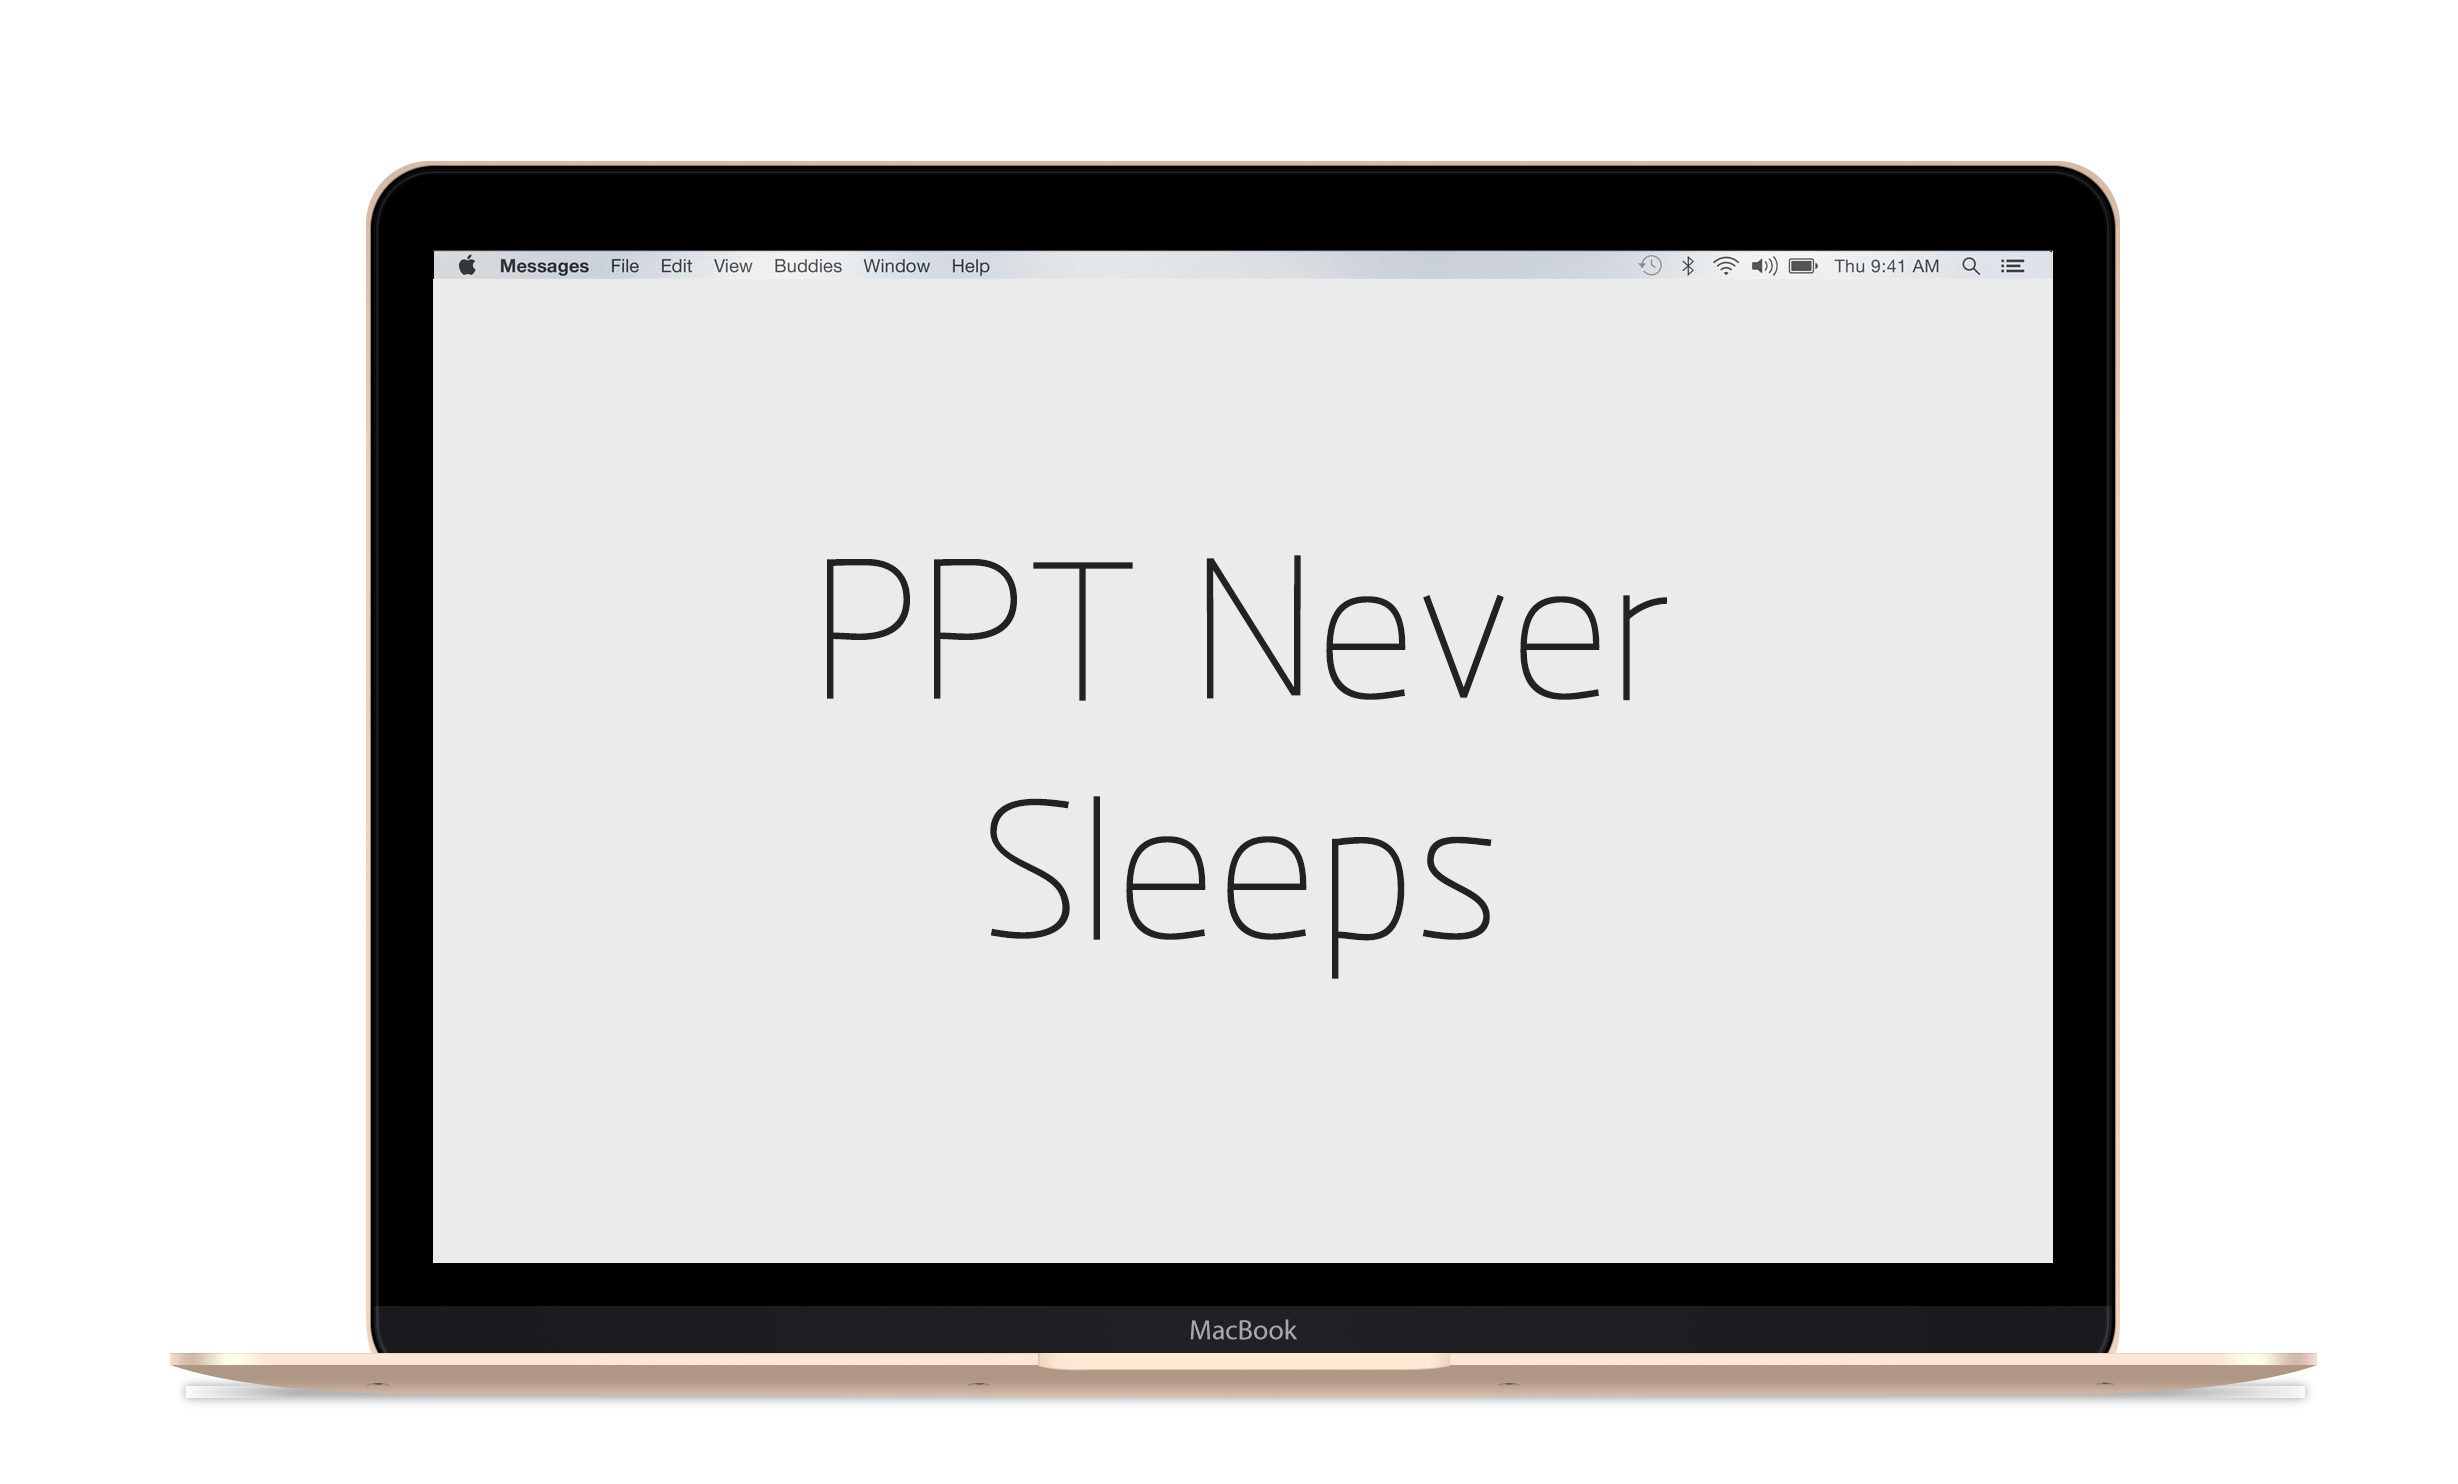 Messages File Edit View Buddies Window Help Thu 9:41 AM
PPT Never
Sleeps
MacBook